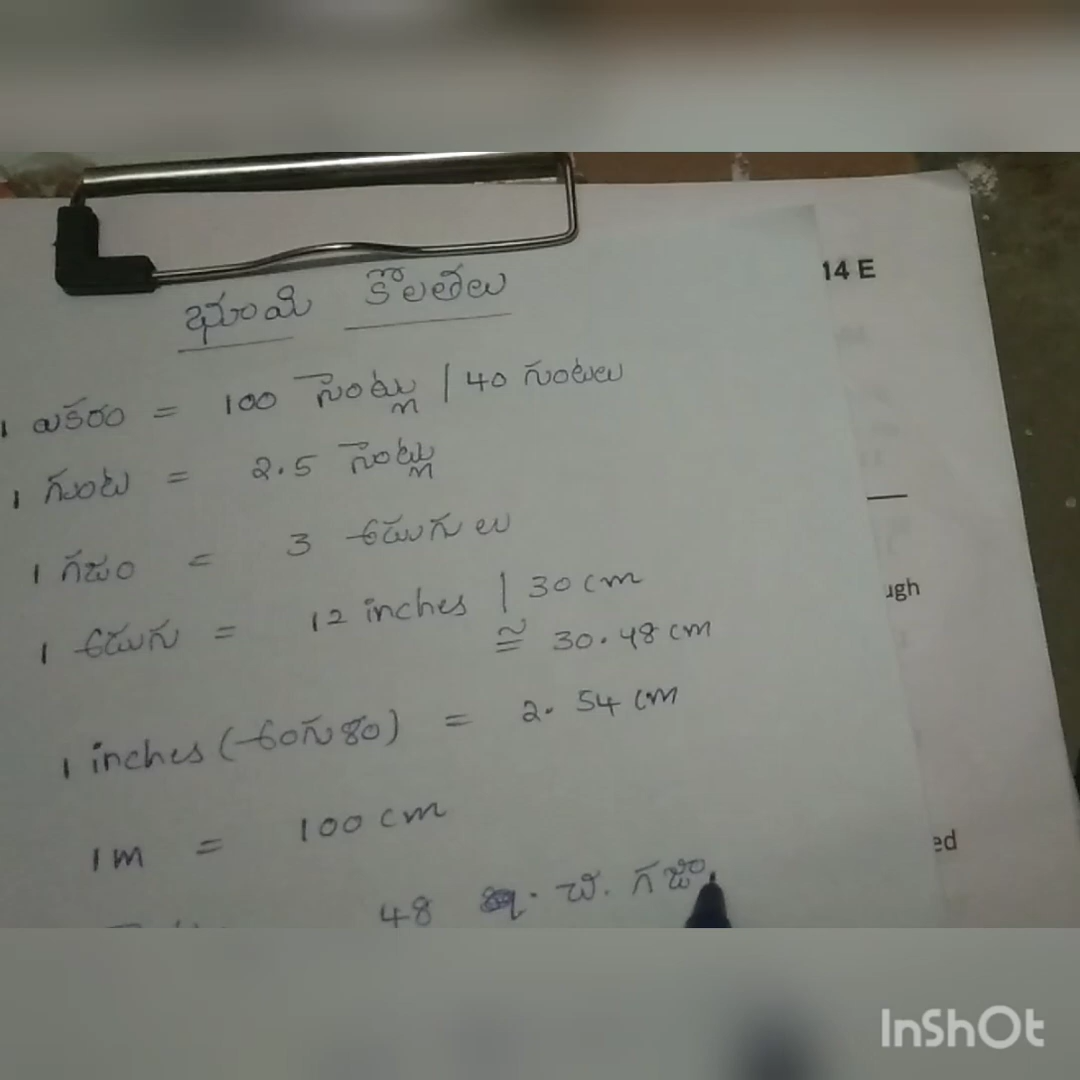 భూమి కొలతలు
1 ఎకరం = 100 సెంట్లు | 40 గుంటలు
1 గుంట = 2.5 సెంట్లు
1 గజం = 3 అడుగులు
1 అడుగు = 12 inches | 30 cm
≅ 30.48 cm
1 inches (అంగుళం) = 2.54 cm
1 m = 100 cm
48 చ. గజా
14 E
ugh
ed
InShOt